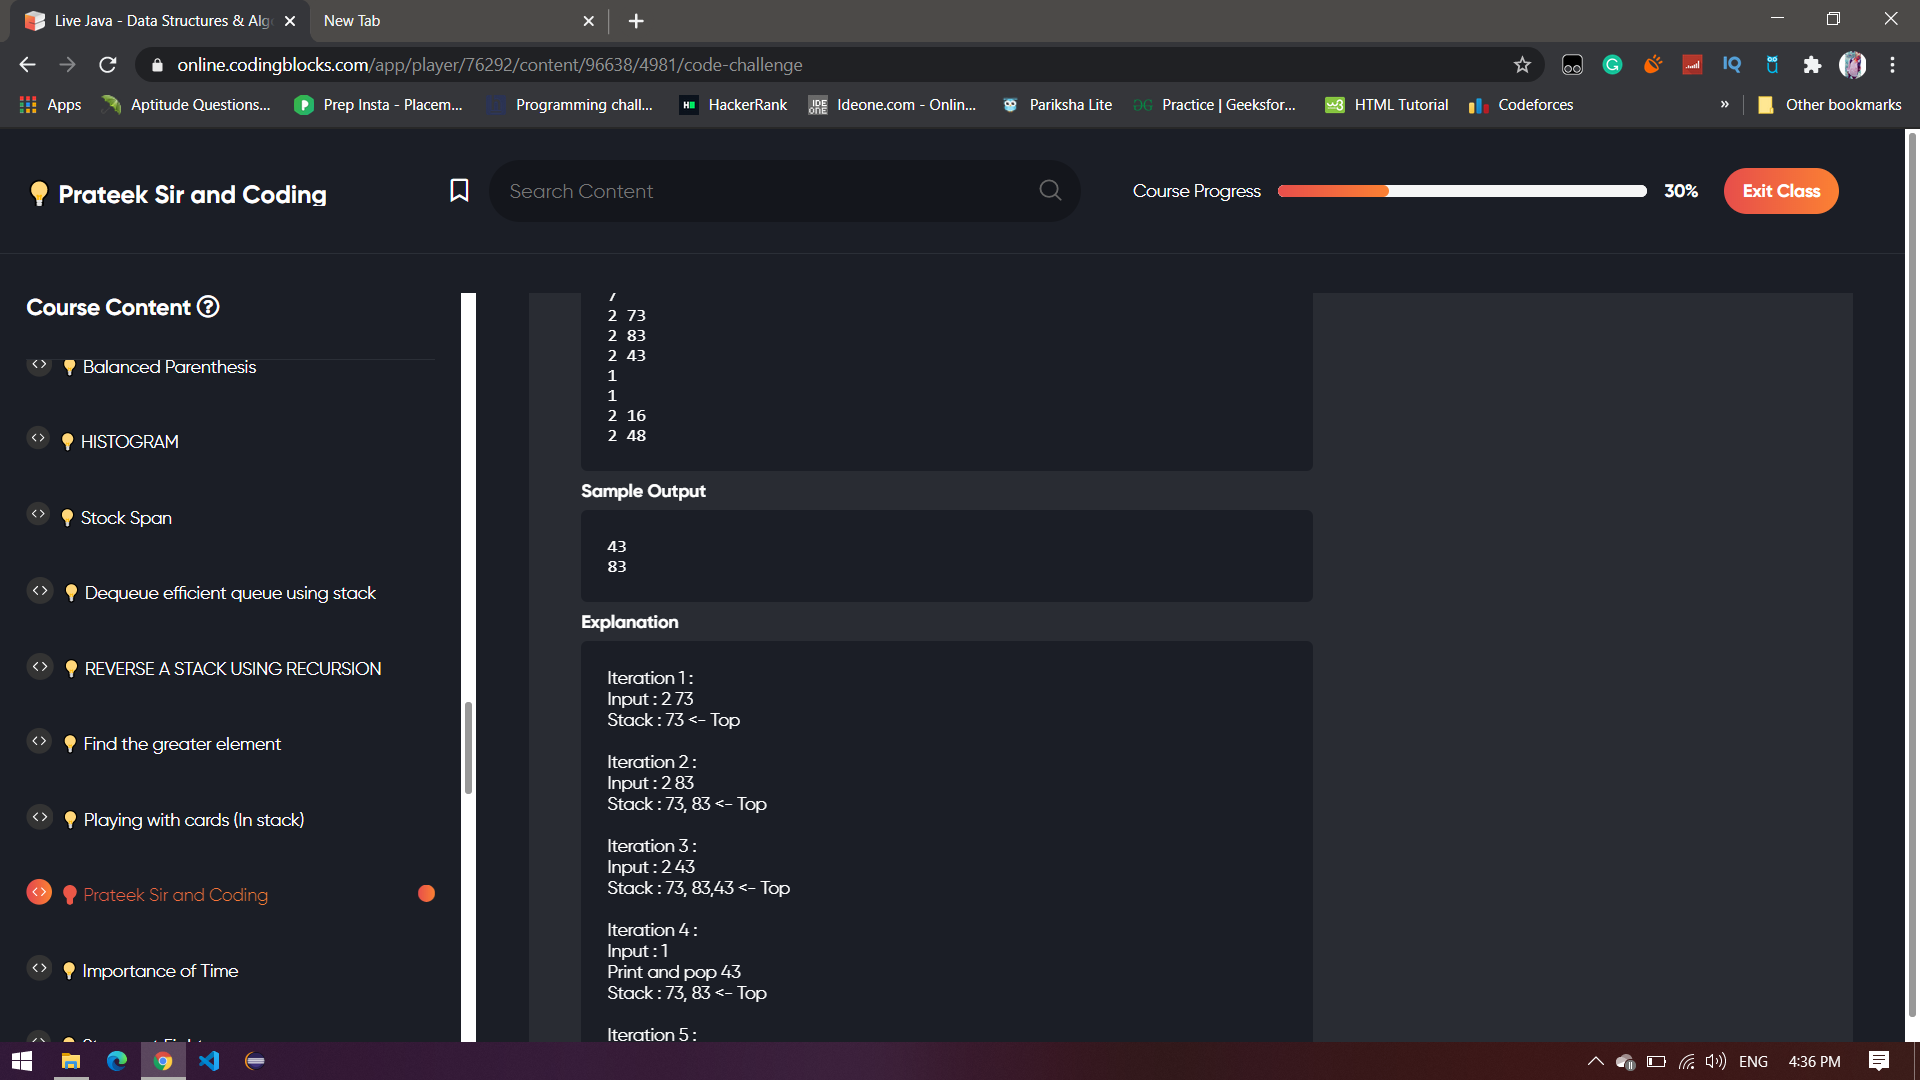 Live Java - Data Structures & Alg
New Tab
online.codingblocks.com/app/player/76292/content/96638/4981/code-challenge
Apps
Aptitude Questions...
Prep Insta - Placem...
Programming chall...
HackerRank
Ideone.com - Onlin...
Pariksha Lite
Practice | Geeksfor...
HTML Tutorial
Codeforces
»
Other bookmarks
Prateek Sir and Coding
Search Content
Course Progress
30%
Exit Class
Course Content
Balanced Parenthesis
HISTOGRAM
Stock Span
Dequeue efficient queue using stack
REVERSE A STACK USING RECURSION
Find the greater element
Playing with cards (In stack)
Prateek Sir and Coding
Importance of Time
7
2 73
2 83
2 43
1
1
2 16
2 48
Sample Output
43
83
Explanation
Iteration 1 :
Input : 2 73
Stack : 73 <- Top
Iteration 2 :
Input : 2 83
Stack : 73, 83 <- Top
Iteration 3 :
Input : 2 43
Stack : 73, 83,43 <- Top
Iteration 4 :
Input : 1
Print and pop 43
Stack : 73, 83 <- Top
Iteration 5 :
ENG
4:36 PM